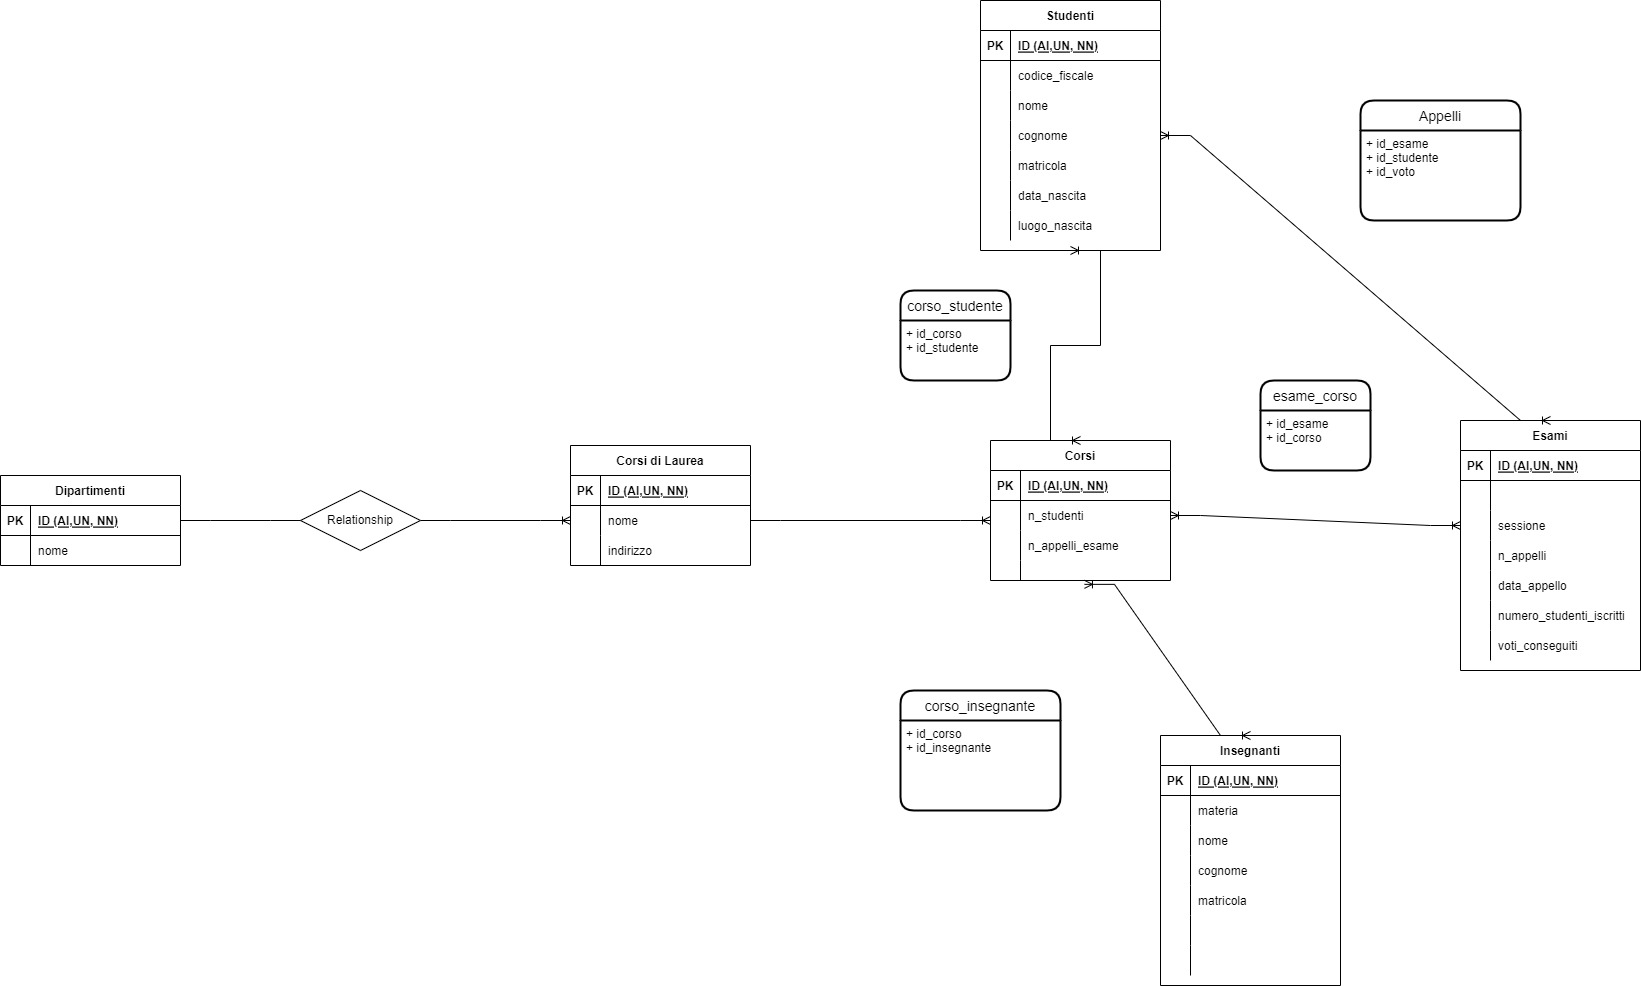 Studenti
PK ID (AI,UN, NN)
codice_fiscale
nome
cognome
matricola
data_nascita
luogo_nascita
Appelli
+ id_esame
+ id_studente
+ id_voto
corso_studente
+ id_corso
+ id_studente
esame_corso
+ id_esame
+ id_corso
Dipartimenti
PK ID (AI,UN, NN)
nome
Relationship
Corsi di Laurea
PK ID (AI,UN, NN)
nome
indirizzo
Corsi
PK ID (AI,UN, NN)
n_studenti
n_appelli_esame
Esami
PK ID (AI,UN, NN)
sessione
n_appelli
data_appello
numero_studenti_iscritti
voti_conseguiti
corso_insegnante
+ id_corso
+ id_insegnante
Insegnanti
PK ID (AI,UN, NN)
materia
nome
cognome
matricola